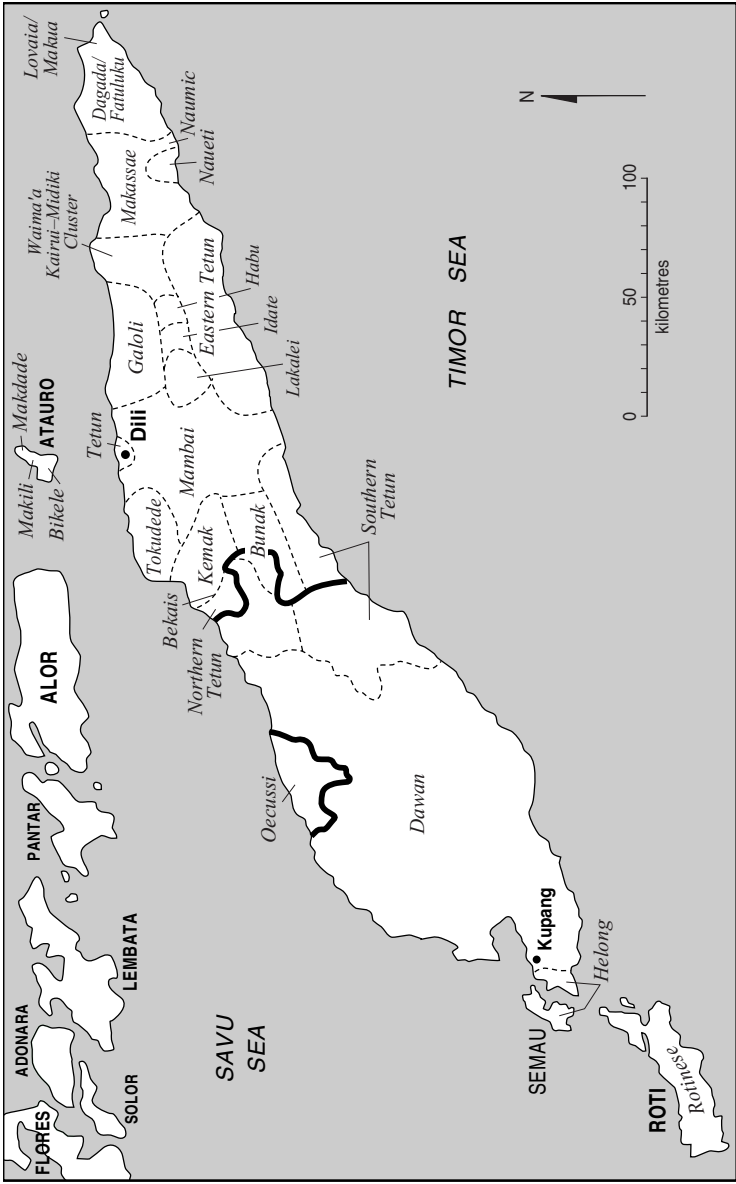 FLORES
ADONARA
SOLOR
LEMBATA
PANTAR
ALOR
Makili
Makdade
Bikele
ATAURO
Waima'a
Kairui–Midiki
Cluster
Lovaia/
Makua
Dagada/
Fatuluku
Makassae
Naumic
Naueti
Galoli
Eastern Tetun
Habu
Idate
Lakalei
Tetun
Dili
Mambai
Tokudede
Kemak
Bunak
Bekais
Northern
Tetun
Southern
Tetun
Oecussi
Dawan
SAVU
SEA
TIMOR SEA
Kupang
Helong
SEMAU
ROTI
Rotinese
N
0
50
100
kilometres